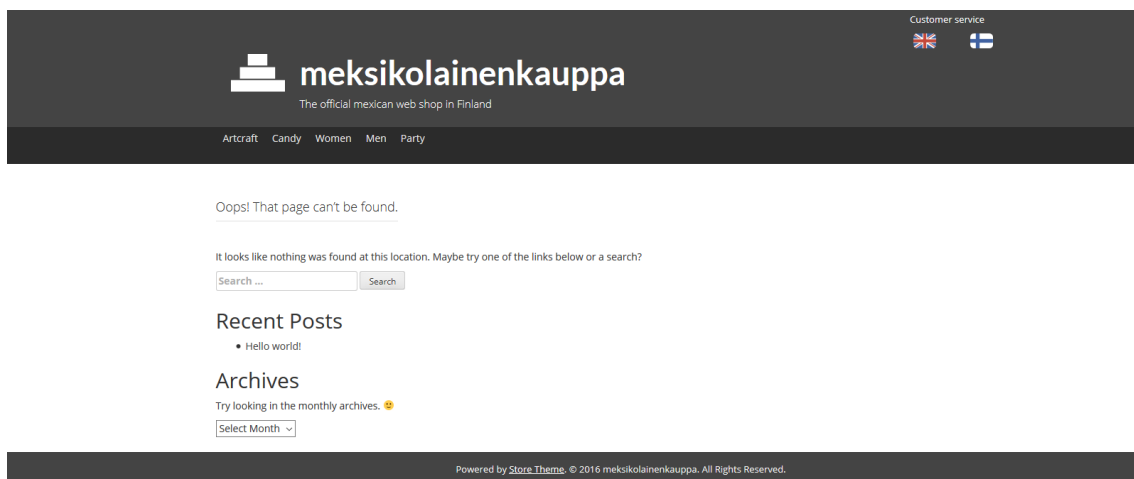 Customer service
meksikolainenkauppa
The official mexican web shop in Finland
Artcraft Candy Women Men Party
Oops! That page can't be found.
It looks like nothing was found at this location. Maybe try one of the links below or a search?
Search ... Search
Recent Posts
Hello world!
Archives
Try looking in the monthly archives.
Select Month
Powered by Store Theme. © 2016 meksikolainenkauppa. All Rights Reserved.